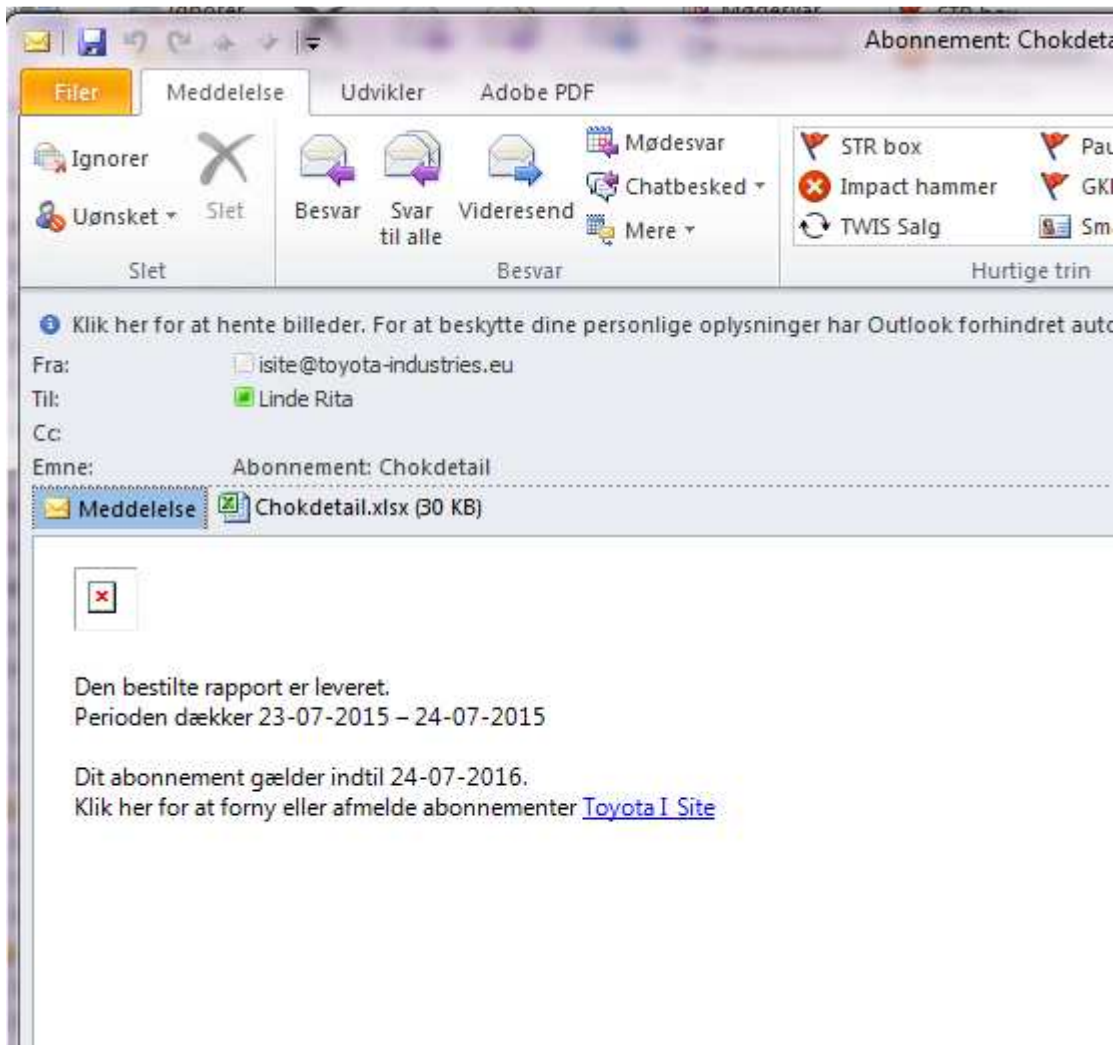 Abonnement: Chokdeta
Filer Meddelelse Udvikler Adobe PDF
Ignorer
Uønsket
Slet
Besvar
Svar til alle
Videresend
Mødesvar
Chatbesked
Mere
STR box
Impact hammer
TWIS Salg
Pau
Sm
Slet
Besvar
Hurtige trin
Klik her for at hente billeder. For at beskytte dine personlige oplysninger har Outlook forhindret auto
Fra: isite@toyota-industries.eu
Til: Linde Rita
Cc:
Emne: Abonnement: Chokdetail
Meddelelse Chokdetail.xlsx (30 KB)
Den bestilte rapport er leveret.
Perioden dækker 23-07-2015 – 24-07-2015
Dit abonnement gælder indtil 24-07-2016.
Klik her for at forny eller afmelde abonnementer Toyota I_Site